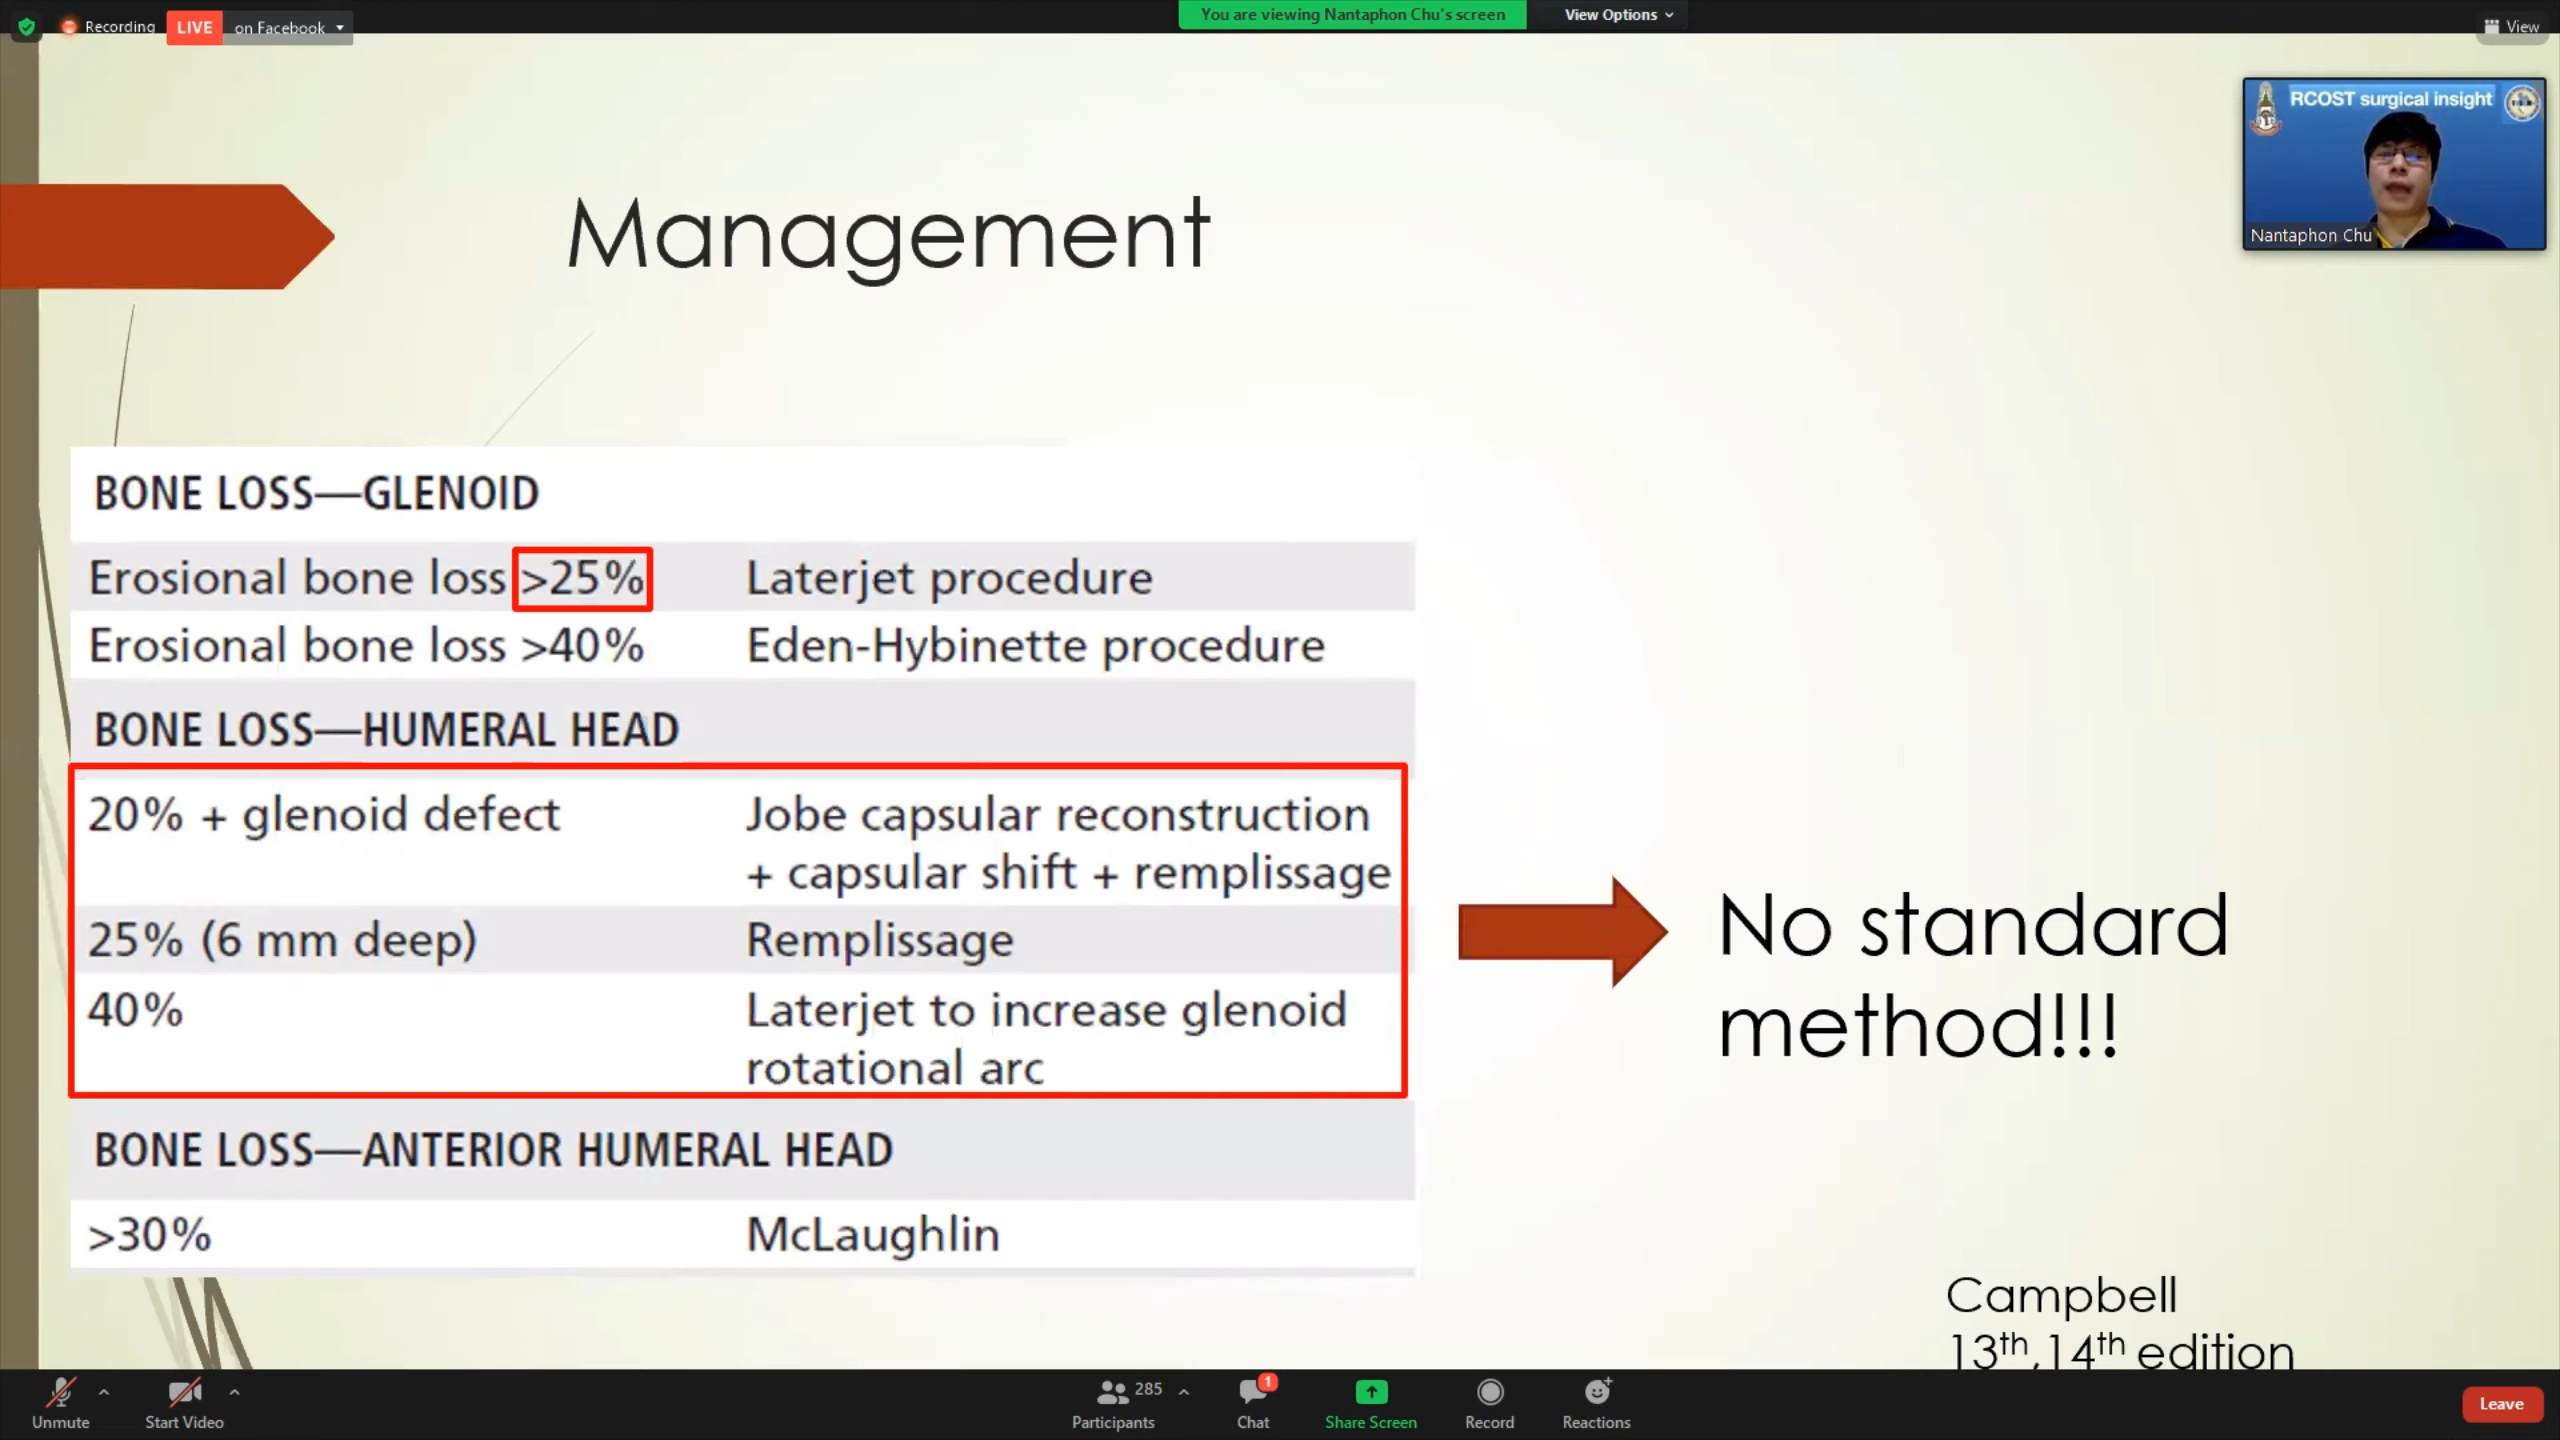 Recording
LIVE on Facebook
You are viewing Nantaphon Chu's screen
View Options
View
RCOST surgical insight
Nantaphon Chu
Management
BONE LOSS—GLENOID
Erosional bone loss >25% Laterjet procedure
Erosional bone loss >40% Eden-Hybinette procedure
BONE LOSS—HUMERAL HEAD
20% + glenoid defect Jobe capsular reconstruction
+ capsular shift + remplissage
25% (6 mm deep) Remplissage
40% Laterjet to increase glenoid
rotational arc
BONE LOSS—ANTERIOR HUMERAL HEAD
>30% McLaughlin
No standard
method!!!
Campbell
13th,14th edition
Unmute
Start Video
285
Participants
1
Chat
Share Screen
Record
Reactions
Leave